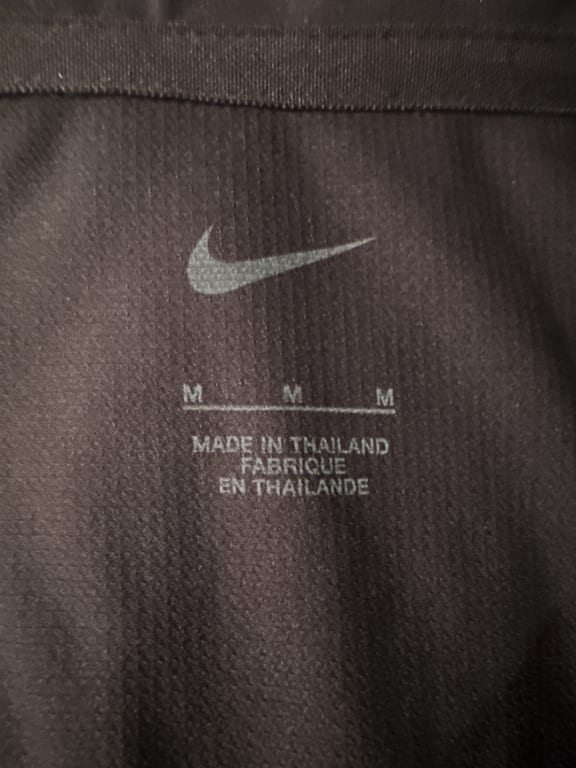 M M M
MADE IN THAILAND
FABRIQUE
EN THAILANDE